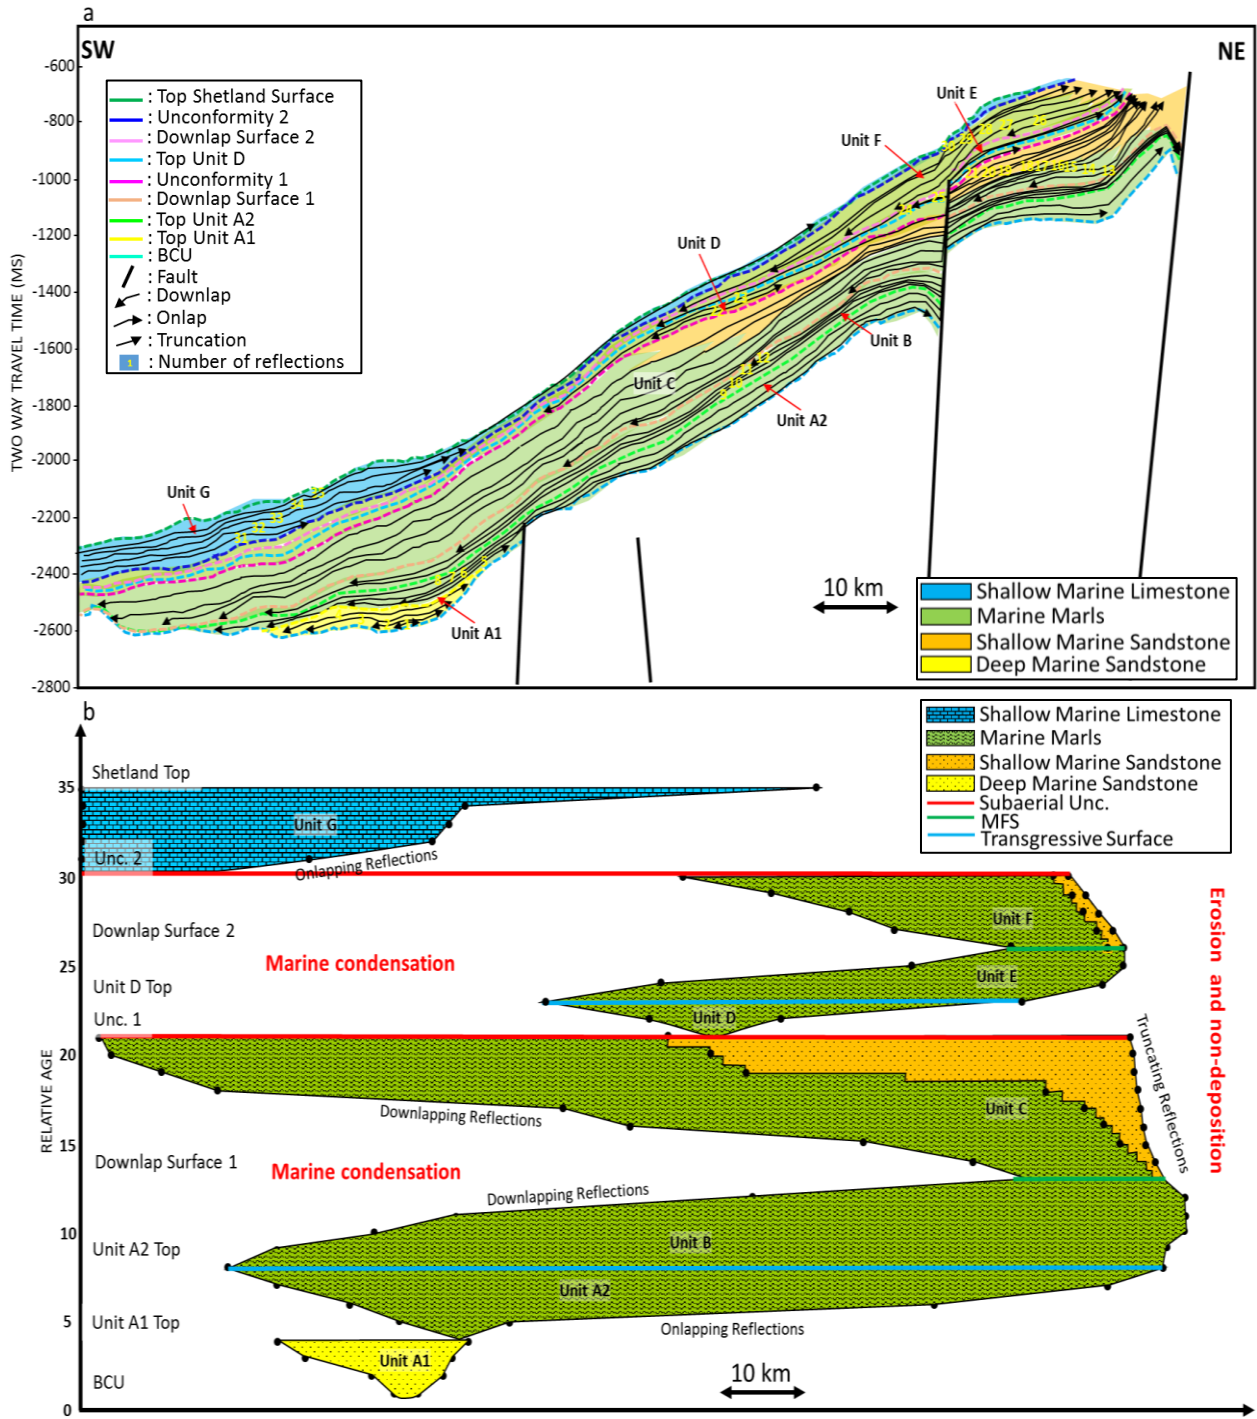 a
SW
NE
TWO WAY TRAVEL TIME (MS)
-600
-800
-1000
-1200
-1400
-1600
-1800
-2000
-2200
-2400
-2600
-2800
: Top Shetland Surface
: Unconformity 2
: Downlap Surface 2
: Top Unit D
: Unconformity 1
: Downlap Surface 1
: Top Unit A2
: Top Unit A1
: BCU
: Fault
: Downlap
: Onlap
: Truncation
1 : Number of reflections
Unit E
Unit F
Unit D
Unit B
Unit C
Unit A2
Unit G
Unit A1
10 km
Shallow Marine Limestone
Marine Marls
Shallow Marine Sandstone
Deep Marine Sandstone
b
Shallow Marine Limestone
Marine Marls
Shallow Marine Sandstone
Deep Marine Sandstone
Subaerial Unc.
MFS
Transgressive Surface
RELATIVE AGE
35
30
25
20
15
10
5
0
Shetland Top
Unit G
Unc. 2
Onlapping Reflections
Downlap Surface 2
Unit F
Marine condensation
Unit E
Unit D Top
Unit D
Unc. 1
Erosion and non-deposition
Truncating Reflections
Unit C
Downlapping Reflections
Downlap Surface 1
Marine condensation
Downlapping Reflections
Unit B
Unit A2 Top
Unit A2
Unit A1 Top
Onlapping Reflections
Unit A1
BCU
10 km